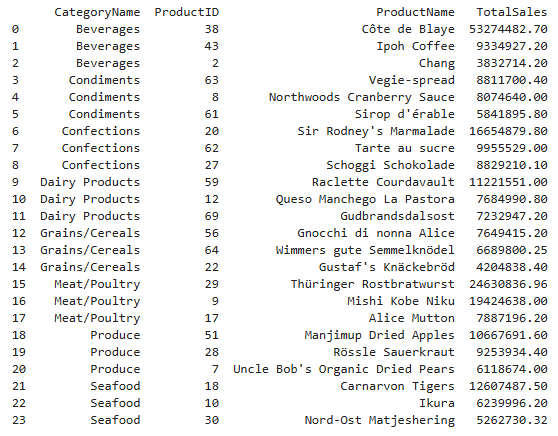 CategoryName ProductID ProductName TotalSales
0 Beverages 38 Côte de Blaye 53274482.70
1 Beverages 43 Ipoh Coffee 9334927.20
2 Beverages 2 Chang 3832714.20
3 Condiments 63 Vegie-spread 8811700.40
4 Condiments 8 Northwoods Cranberry Sauce 8074640.00
5 Condiments 61 Sirop d'érable 5841895.80
6 Confections 20 Sir Rodney's Marmalade 16654879.80
7 Confections 62 Tarte au sucre 9955529.00
8 Confections 27 Schoggi Schokolade 8829210.10
9 Dairy Products 59 Raclette Courdavault 11221551.00
10 Dairy Products 12 Queso Manchego La Pastora 7684990.80
11 Dairy Products 69 Gudbrandsdalsost 7232947.20
12 Grains/Cereals 56 Gnocchi di nonna Alice 7649415.20
13 Grains/Cereals 64 Wimmers gute Semmelknödel 6689800.25
14 Grains/Cereals 22 Gustaf's Knäckebröd 4204838.40
15 Meat/Poultry 29 Thüringer Rostbratwurst 24630836.96
16 Meat/Poultry 9 Mishi Kobe Niku 19424638.00
17 Meat/Poultry 17 Alice Mutton 7887196.20
18 Produce 51 Manjimup Dried Apples 10667691.60
19 Produce 28 Rössle Sauerkraut 9253934.40
20 Produce 7 Uncle Bob's Organic Dried Pears 6118674.00
21 Seafood 18 Carnarvon Tigers 12607487.50
22 Seafood 10 Ikura 6239996.20
23 Seafood 30 Nord-Ost Matjeshering 5262730.32